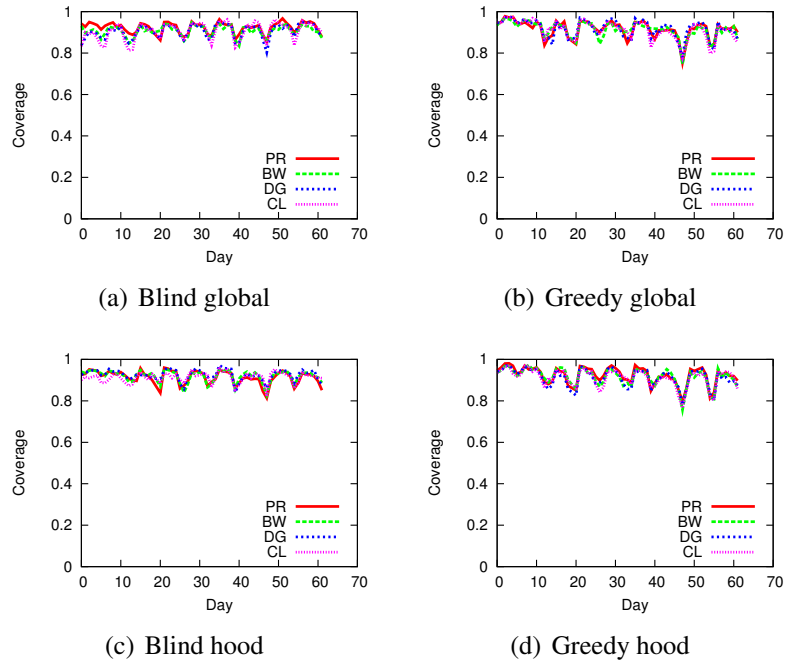 1
0.8
0.6
0.4
0.2
0
Coverage
PR
BW
DG
CL
0 10 20 30 40 50 60 70
Day
(a) Blind global
1
0.8
0.6
0.4
0.2
0
Coverage
PR
BW
DG
CL
0 10 20 30 40 50 60 70
Day
(b) Greedy global
1
0.8
0.6
0.4
0.2
0
Coverage
PR
BW
DG
CL
0 10 20 30 40 50 60 70
Day
(c) Blind hood
1
0.8
0.6
0.4
0.2
0
Coverage
PR
BW
DG
CL
0 10 20 30 40 50 60 70
Day
(d) Greedy hood